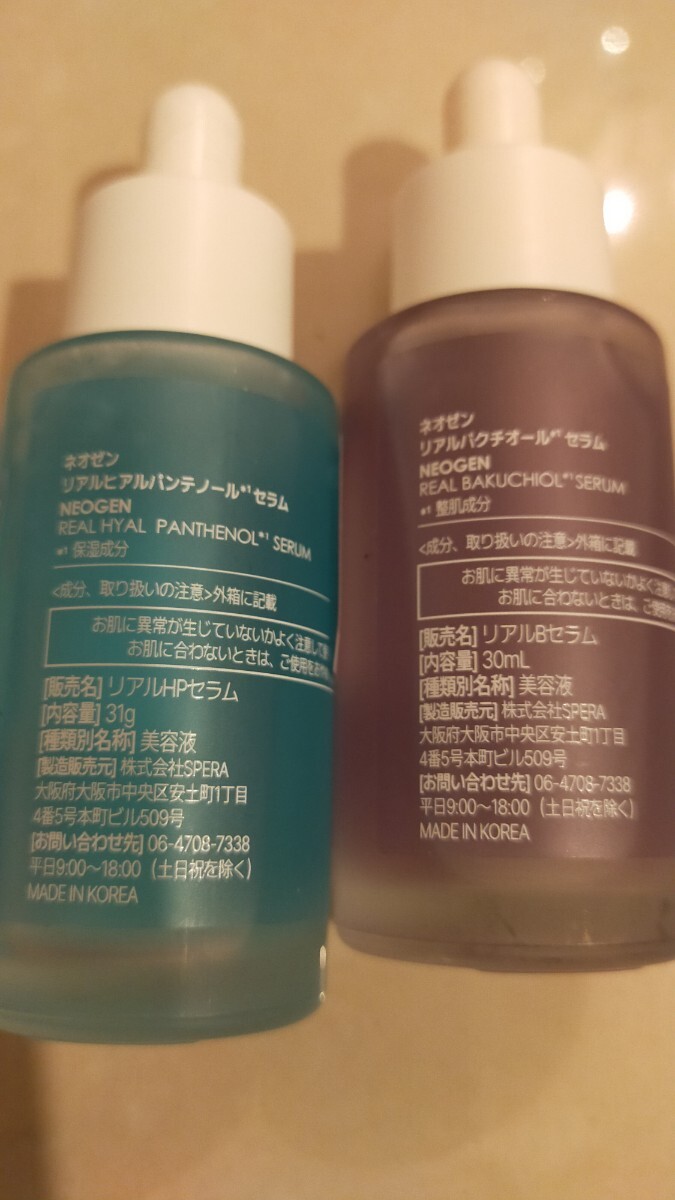 ネオゼン
リアルヒアルパンテノール*1セラム
NEOGEN
REAL HYAL PANTHENOL*1 SERUM
*1 保湿成分
<成分、取り扱いの注意>外箱に記載
お肌に異常が生じていないかよく注意して
お肌に合わないときは、ご使用を
[販売名] リアルHPセラム
[内容量] 31g
[種類別名称] 美容液
[製造販売元] 株式会社SPERA
大阪府大阪市中央区安土町1丁目
4番5号本町ビル509号
[お問い合わせ先] 06-4708-7338
平日9:00～18:00 (土日祝を除く)
MADE IN KOREA
ネオゼン
リアルバクチオール*1セラム
NEOGEN
REAL BAKUCHIOL*1 SERUM
*1 整肌成分
<成分、取り扱いの注意>外箱に記載
お肌に異常が生じていないかよく注意
お肌に合わないときは、ご使用
[販売名] リアルBセラム
[内容量] 30mL
[種類別名称] 美容液
[製造販売元] 株式会社SPERA
大阪府大阪市中央区安土町1丁目
4番5号本町ビル509号
[お問い合わせ先] 06-4708-7338
平日9:00～18:00 (土日祝を除く)
MADE IN KOREA